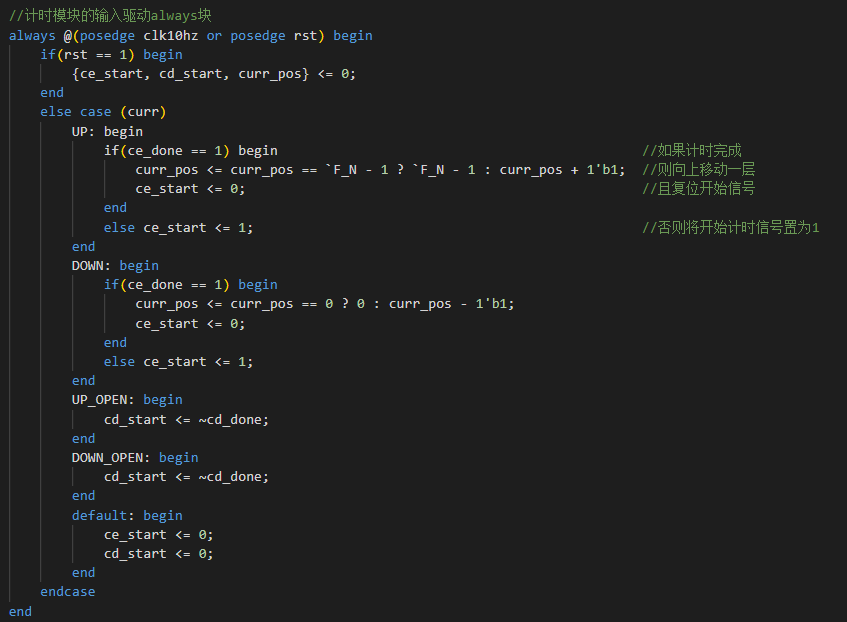 //计时模块的输入驱动always块
always @(posedge clk10hz or posedge rst) begin
    if(rst == 1) begin
        {ce_start, cd_start, curr_pos} <= 0;
    end
    else case (curr)
        UP: begin
            if(ce_done == 1) begin //如果计时完成
                curr_pos <= curr_pos == `F_N - 1 ? `F_N - 1 : curr_pos + 1'b1; //则向上移动一层
                ce_start <= 0; //且复位开始信号
            end
            else ce_start <= 1; //否则将开始计时信号置为1
        end
        DOWN: begin
            if(ce_done == 1) begin
                curr_pos <= curr_pos == 0 ? 0 : curr_pos - 1'b1;
                ce_start <= 0;
            end
            else ce_start <= 1;
        end
        UP_OPEN: begin
            cd_start <= ~cd_done;
        end
        DOWN_OPEN: begin
            cd_start <= ~cd_done;
        end
        default: begin
            ce_start <= 0;
            cd_start <= 0;
        end
    endcase
end